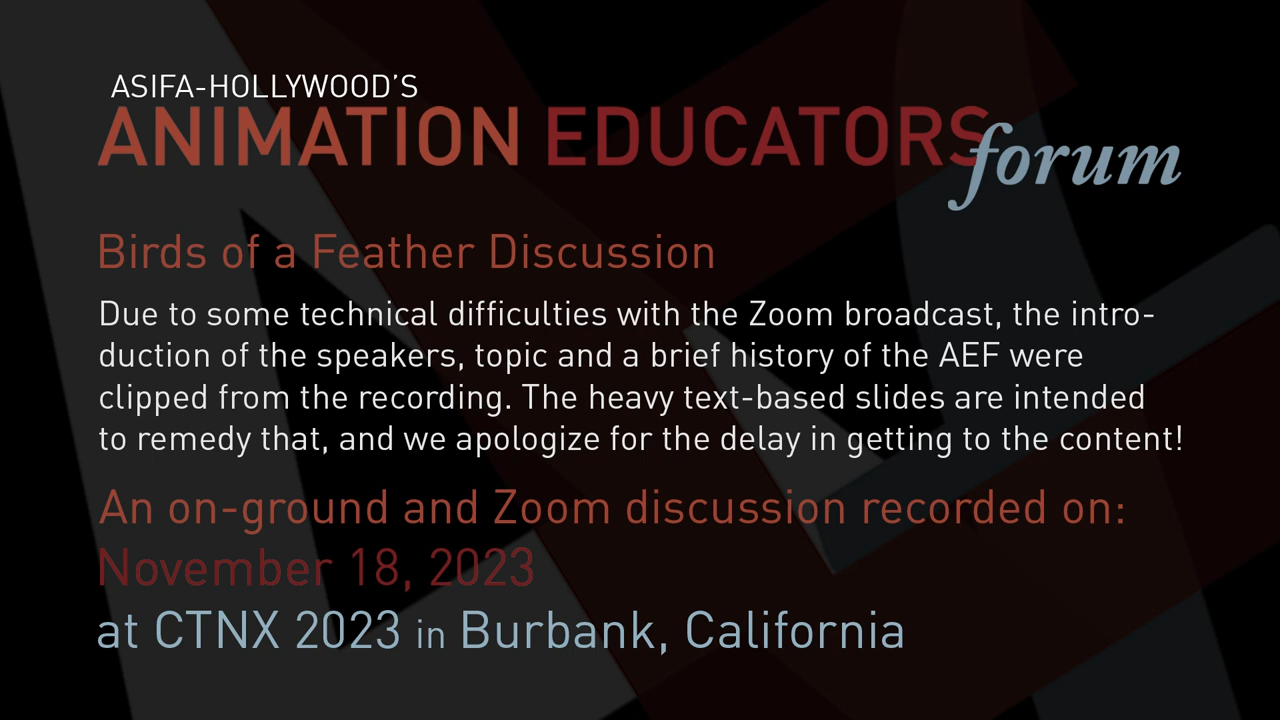 ASIFA-HOLLYWOOD'S
ANIMATION EDUCATORS forum
Birds of a Feather Discussion
Due to some technical difficulties with the Zoom broadcast, the intro-
duction of the speakers, topic and a brief history of the AEF were
clipped from the recording. The heavy text-based slides are intended
to remedy that, and we apologize for the delay in getting to the content!
An on-ground and Zoom discussion recorded on:
November 18, 2023
at CTNX 2023 in Burbank, California